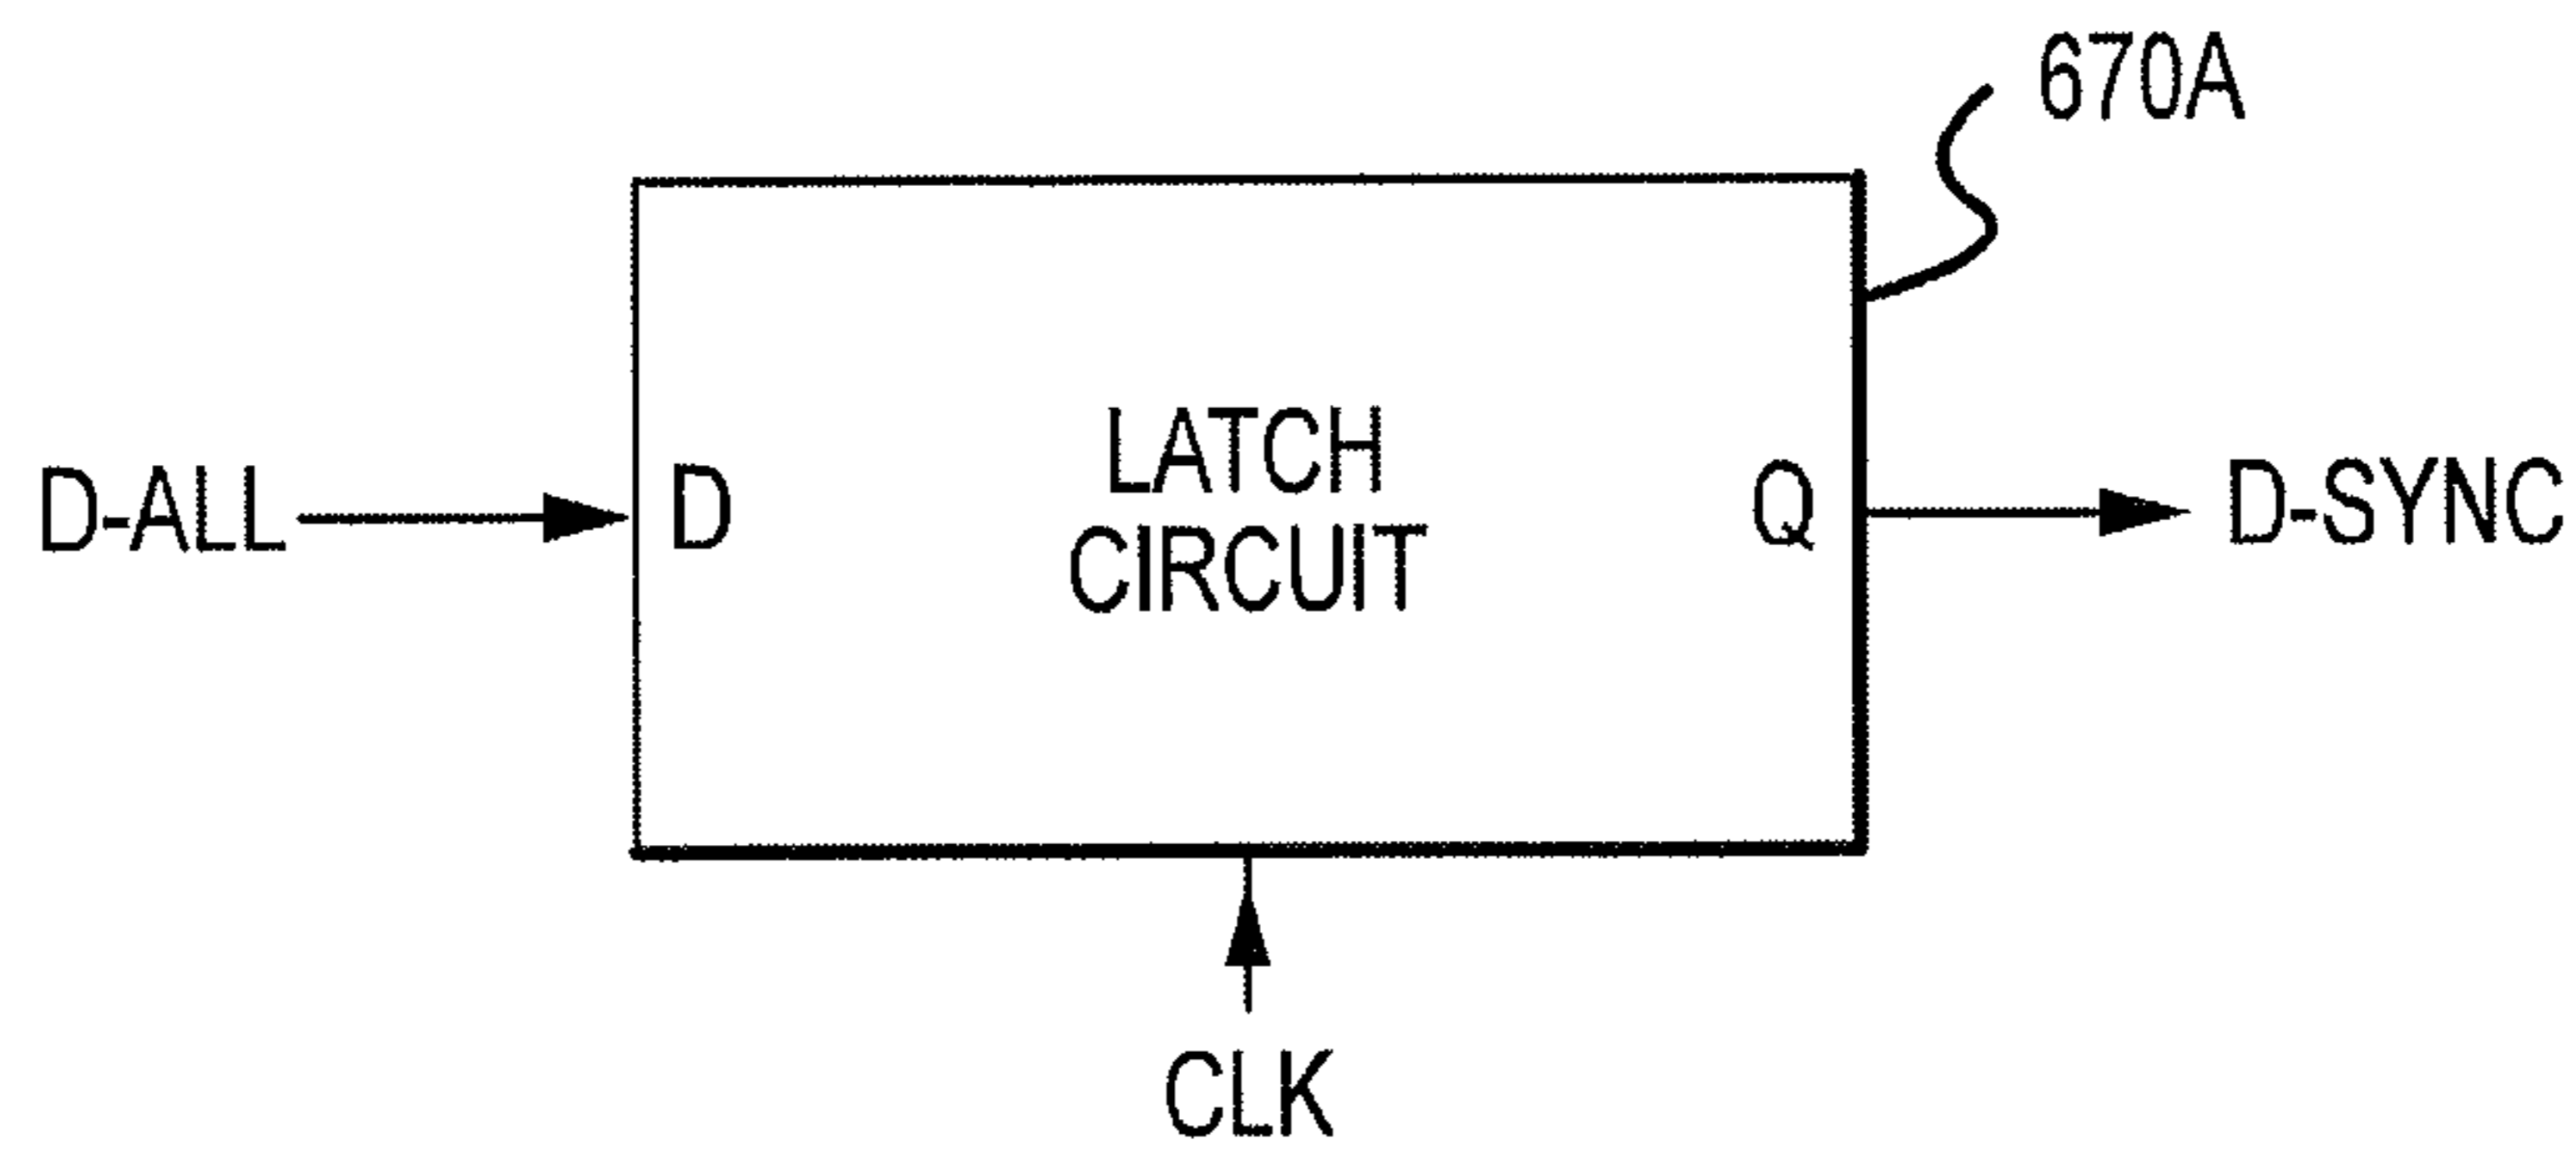 670A
LATCH
CIRCUIT
D-ALL
D
Q
D-SYNC
CLK